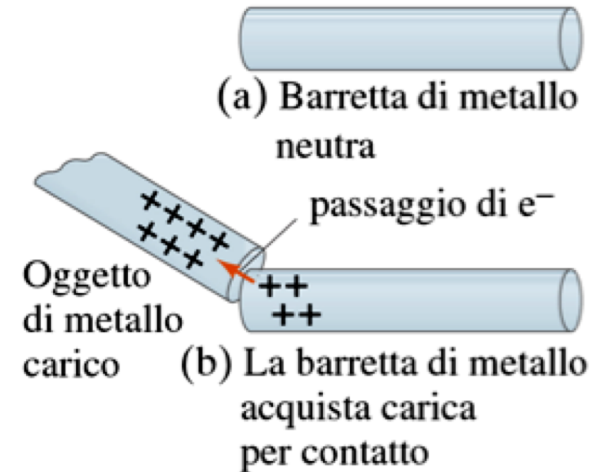 (a) Barretta di metallo
neutra
passaggio di e⁻
++++
+++
++
++
Oggetto
di metallo
carico
(b) La barretta di metallo
acquista carica
per contatto